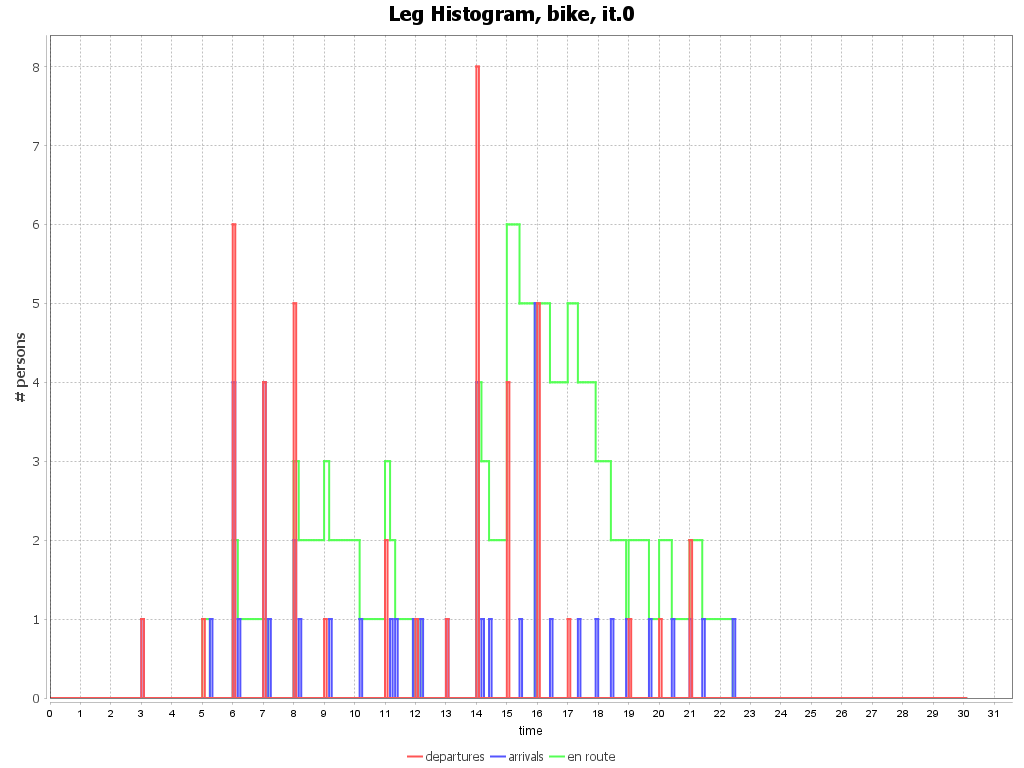 Leg Histogram, bike, it.0
# persons
8
7
6
5
4
3
2
1
0
0 1 2 3 4 5 6 7 8 9 10 11 12 13 14 15 16 17 18 19 20 21 22 23 24 25 26 27 28 29 30 31
time
departures arrivals en route